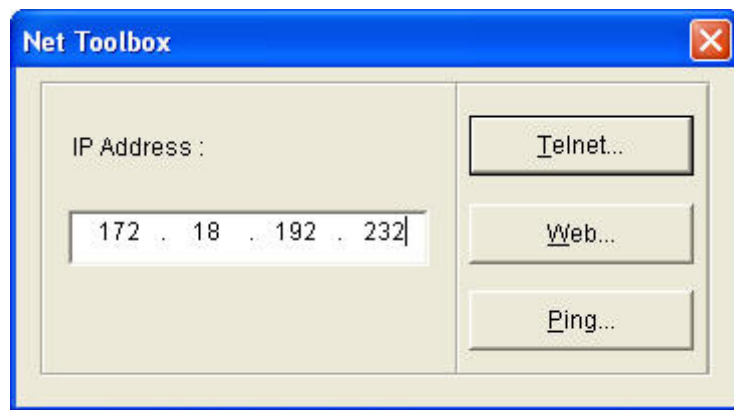 Net Toolbox
IP Address :
172 . 18 . 192 . 232
Telnet...
Web...
Ping...